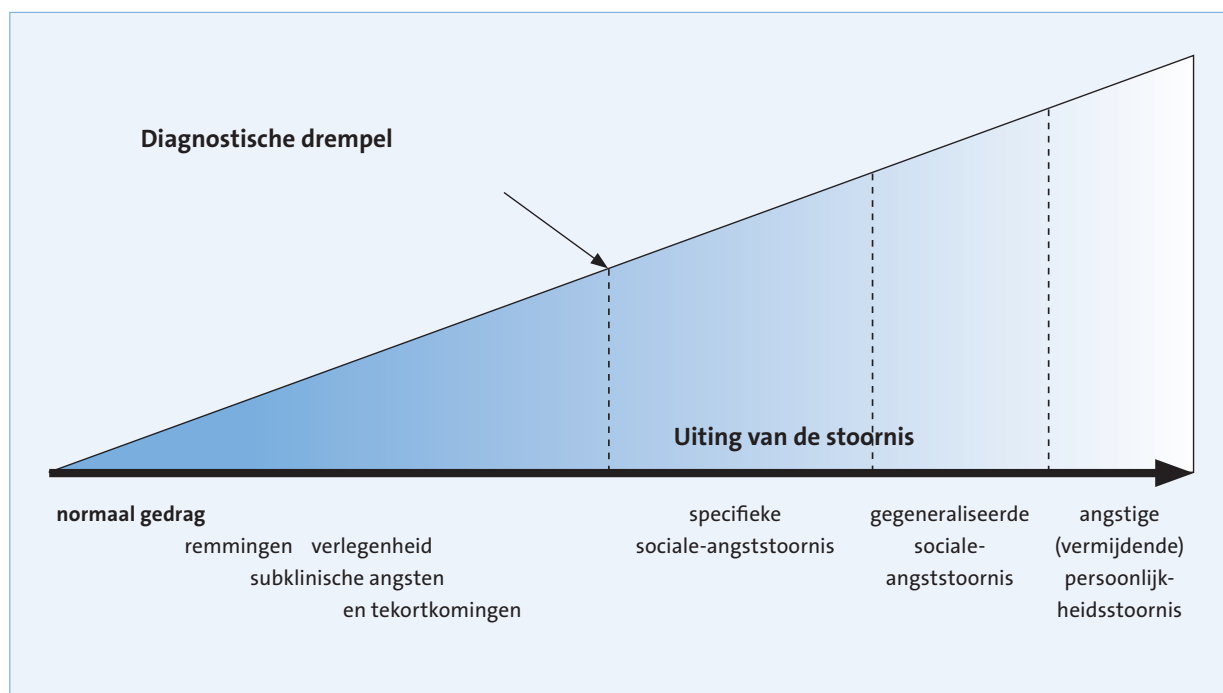 Diagnostische drempel
Uiting van de stoornis
normaal gedrag
remmingen verlegenheid
subklinische angsten
en tekortkomingen
specifieke
sociale-angststoornis
gegeneraliseerde
sociale-
angststoornis
angstige
(vermijdende)
persoonlijk-
heidsstoornis